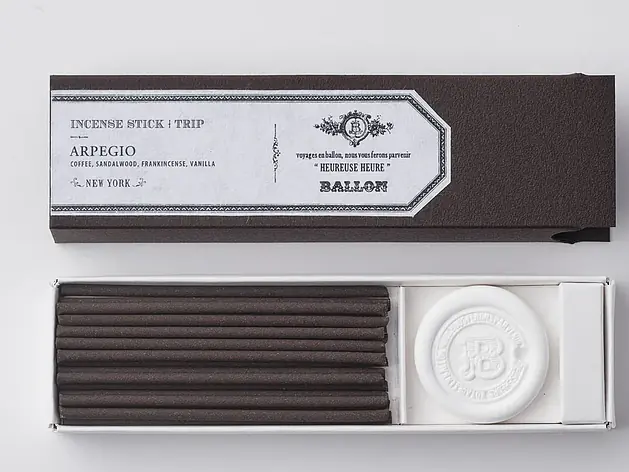 INCENSE STICK TRIP
ARPEGIO
COFFEE, SANDALWOOD, FRANKINCENSE, VANILLA
NEW YORK
B
voyages en ballon, nous vous ferons parvenir
“ HEUREUSE HEURE ”
BALLON
B